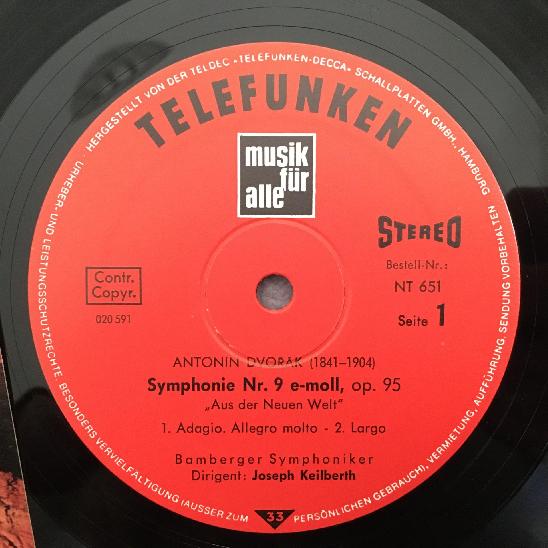 URHEBER- UND LEISTUNGSSCHUTZRECHTE, BESONDERS VERVIELFÄLTIGUNG (AUSSER ZUM PERSÖNLICHEN GEBRAUCH), VERMIETUNG, AUFFÜHRUNG, SENDUNG VORBEHALTEN.
HERGESTELLT VON DER TELDEC »TELEFUNKEN-DECCA« SCHALLPLATTEN GMBH., HAMBURG
TELEFUNKEN
musik
für
alle
STEREO
Bestell-Nr.:
NT 651
Seite 1
Contr.
Copyr.
020 591
ANTONIN DVORÁK (1841–1904)
Symphonie Nr. 9 e-moll, op. 95
„Aus der Neuen Welt“
1. Adagio. Allegro molto - 2. Largo
Bamberger Symphoniker
Dirigent: Joseph Keilberth
33